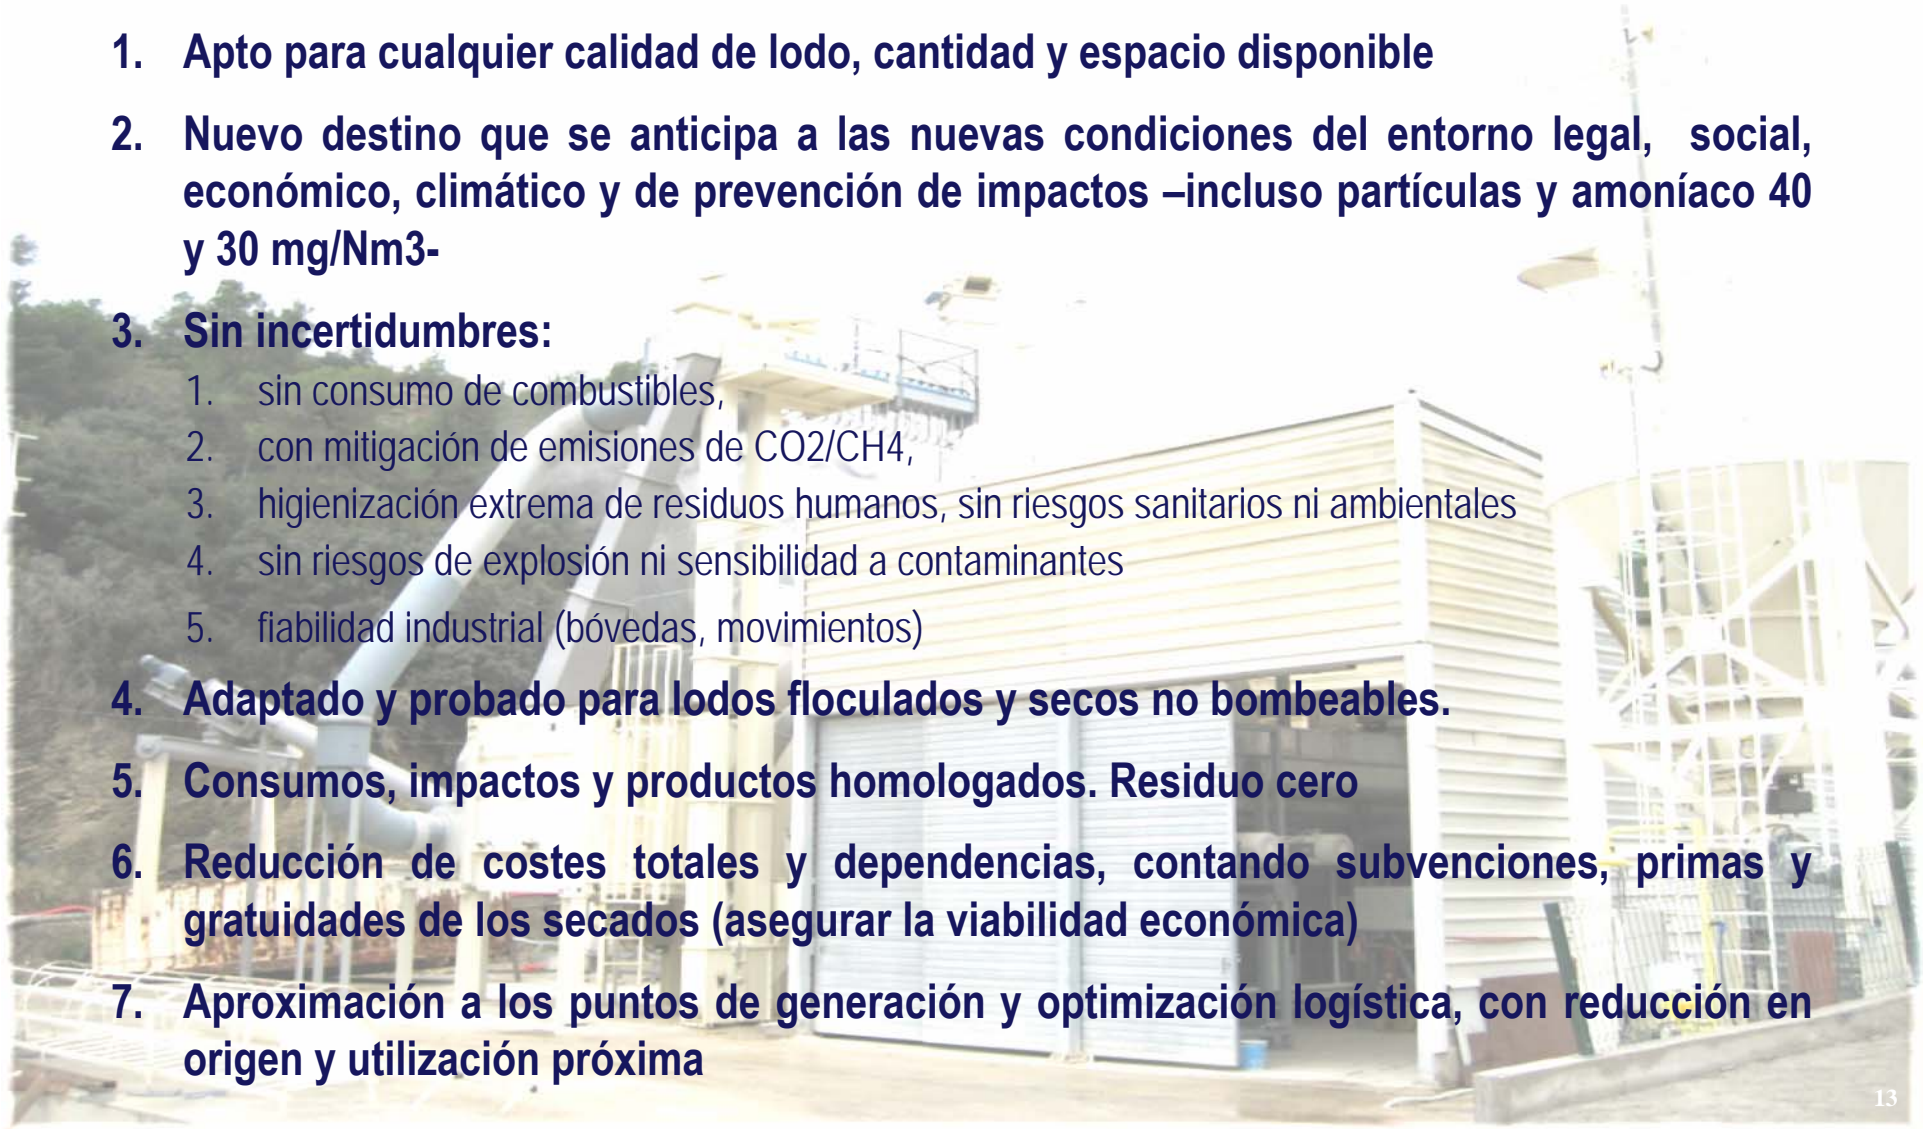 1. Apto para cualquier calidad de lodo, cantidad y espacio disponible
2. Nuevo destino que se anticipa a las nuevas condiciones del entorno legal, social,
económico, climático y de prevención de impactos –incluso partículas y amoníaco 40
y 30 mg/Nm3-
3. Sin incertidumbres:
1. sin consumo de combustibles,
2. con mitigación de emisiones de CO2/CH4,
3. higienización extrema de residuos humanos, sin riesgos sanitarios ni ambientales
4. sin riesgos de explosión ni sensibilidad a contaminantes
5. fiabilidad industrial (bóvedas, movimientos)
4. Adaptado y probado para lodos floculados y secos no bombeables.
5. Consumos, impactos y productos homologados. Residuo cero
6. Reducción de costes totales y dependencias, contando subvenciones, primas y
gratuidades de los secados (asegurar la viabilidad económica)
7. Aproximación a los puntos de generación y optimización logística, con reducción en
origen y utilización próxima
13